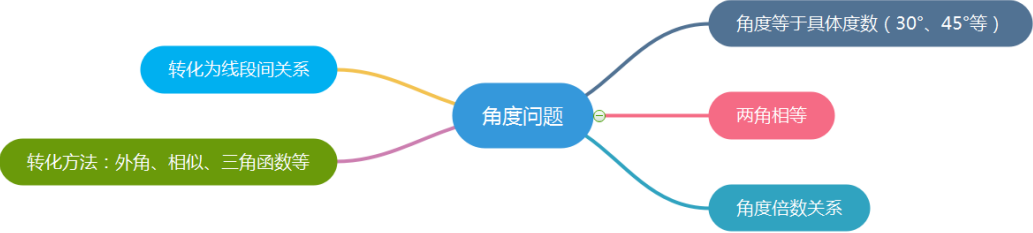 角度等于具体度数（30°、45°等）
转化为线段间关系
角度问题
两角相等
转化方法：外角、相似、三角函数等
角度倍数关系